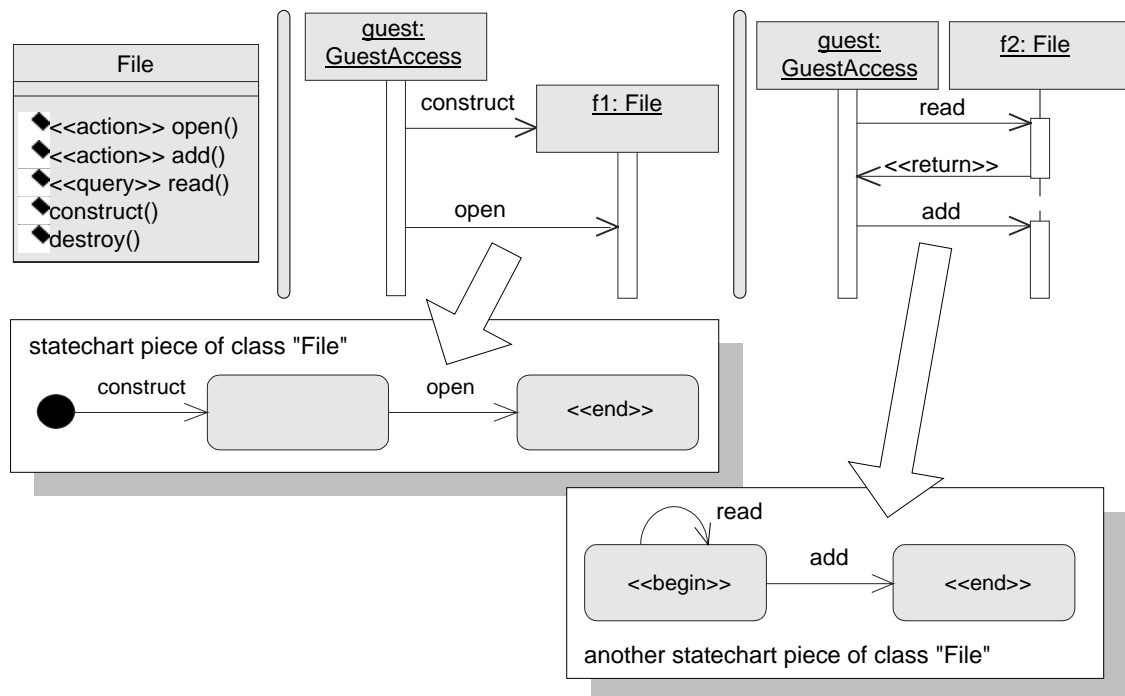 File
<<action>> open()
<<action>> add()
<<query>> read()
construct()
destroy()
guest:
GuestAccess
construct
f1: File
open
guest:
GuestAccess
f2: File
read
<<return>>
add
statechart piece of class "File"
construct
open
<<end>>
read
<<begin>>
add
<<end>>
another statechart piece of class "File"